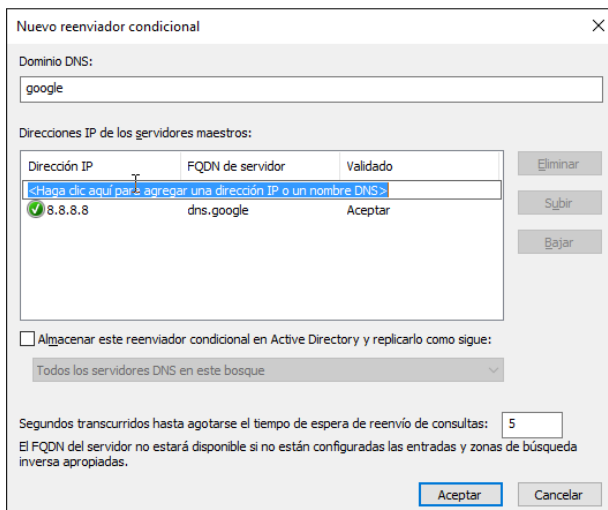 Nuevo reenviador condicional
Dominio DNS:
google
Direcciones IP de los servidores maestros:
Dirección IP FQDN de servidor Validado
<Haga clic aquí para agregar una dirección IP o un nombre DNS>
8.8.8.8 dns.google Aceptar
Eliminar
Subir
Bajar
Almacenar este reenviador condicional en Active Directory y replicarlo como sigue:
Todos los servidores DNS en este bosque
Segundos transcurridos hasta agotarse el tiempo de espera de reenvío de consultas: 5
El FQDN del servidor no estará disponible si no están configuradas las entradas y zonas de búsqueda
inversa apropiadas.
Aceptar Cancelar